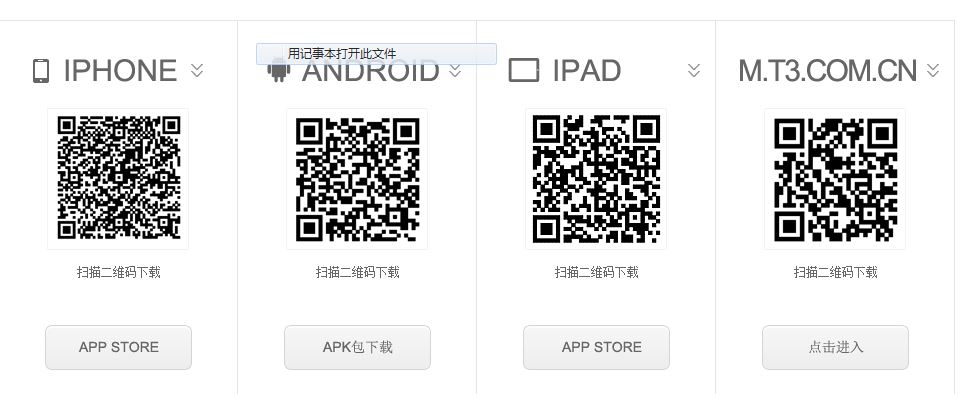 用记事本打开此文件
IPHONE
ANDROID
IPAD
M.T3.COM.CN
扫描二维码下载
扫描二维码下载
扫描二维码下载
扫描二维码下载
APP STORE
APK包下载
APP STORE
点击进入